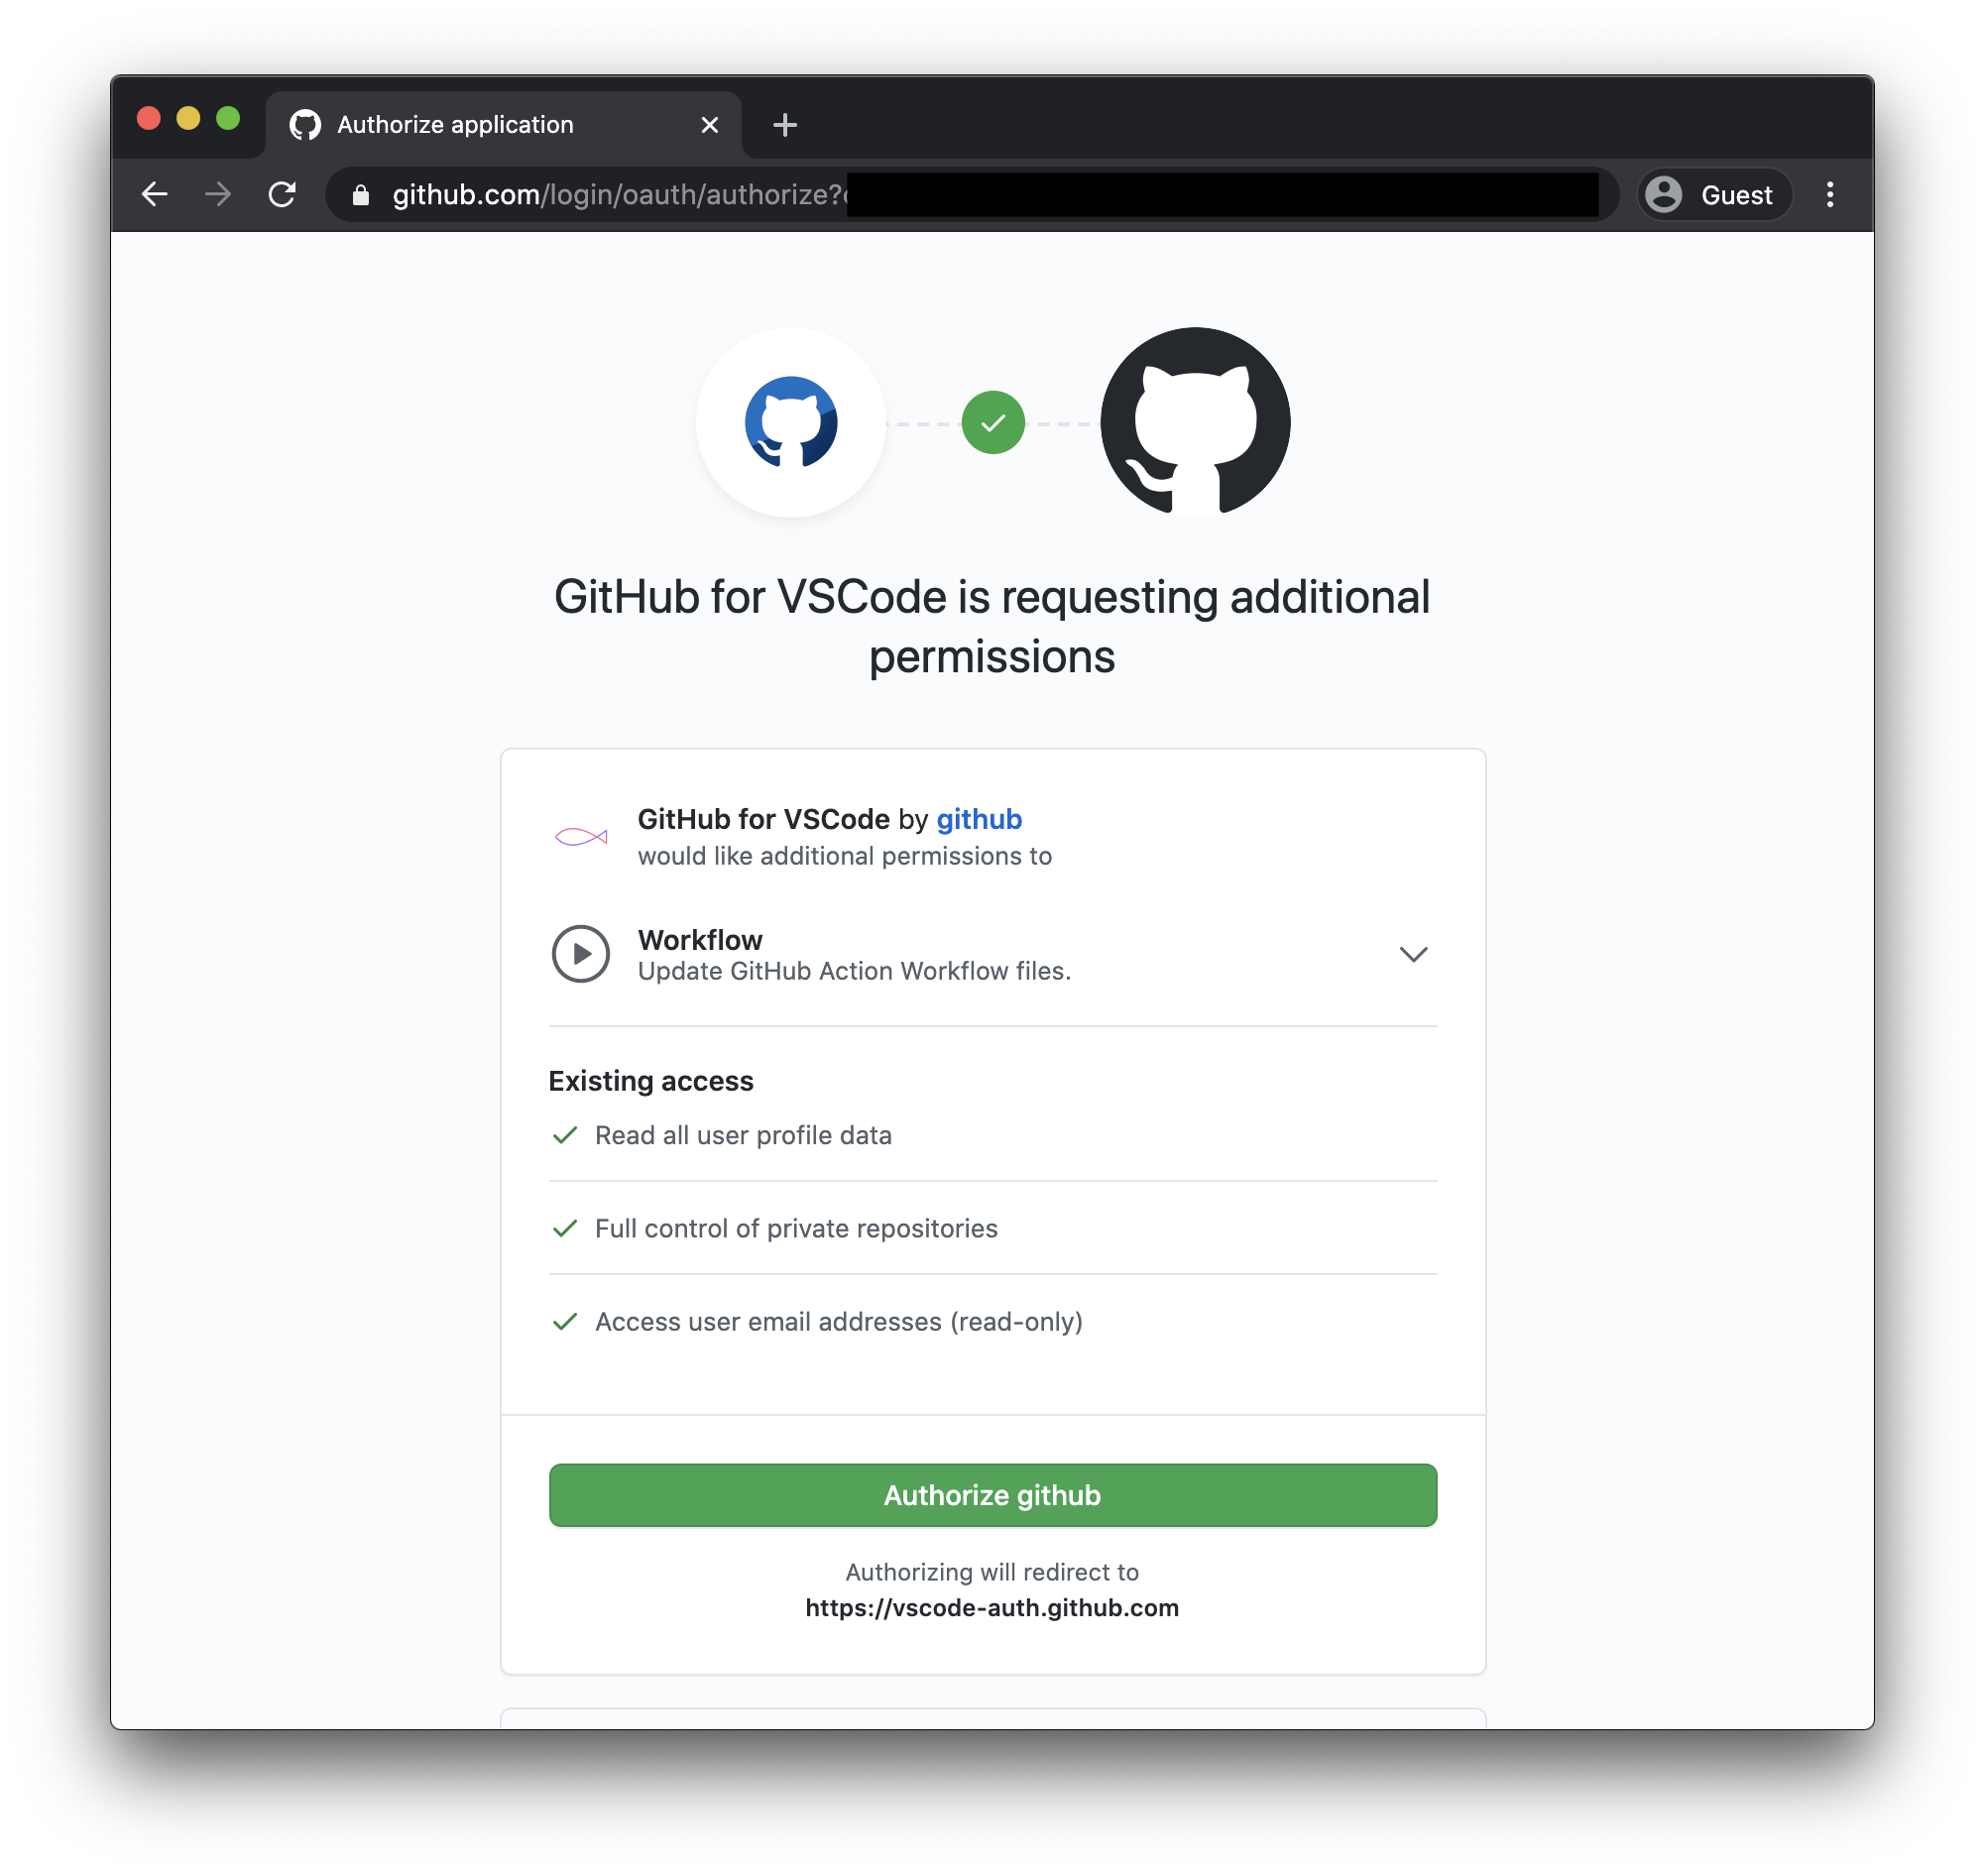 Authorize application
github.com/login/oauth/authorize?
Guest
GitHub for VSCode is requesting additional
permissions
GitHub for VSCode by github
would like additional permissions to
Workflow
Update GitHub Action Workflow files.
Existing access
Read all user profile data
Full control of private repositories
Access user email addresses (read-only)
Authorize github
Authorizing will redirect to
https://vscode-auth.github.com